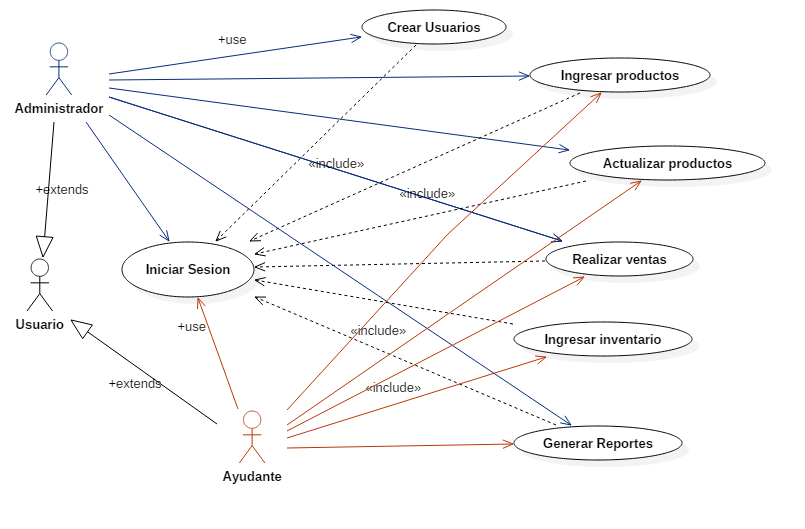 Crear Usuarios
+use
Ingresar productos
Administrador
«include»
Actualizar productos
+extends
«include»
Iniciar Sesion
Realizar ventas
Usuario
+use
«include»
Ingresar inventario
+extends
«include»
Generar Reportes
Ayudante